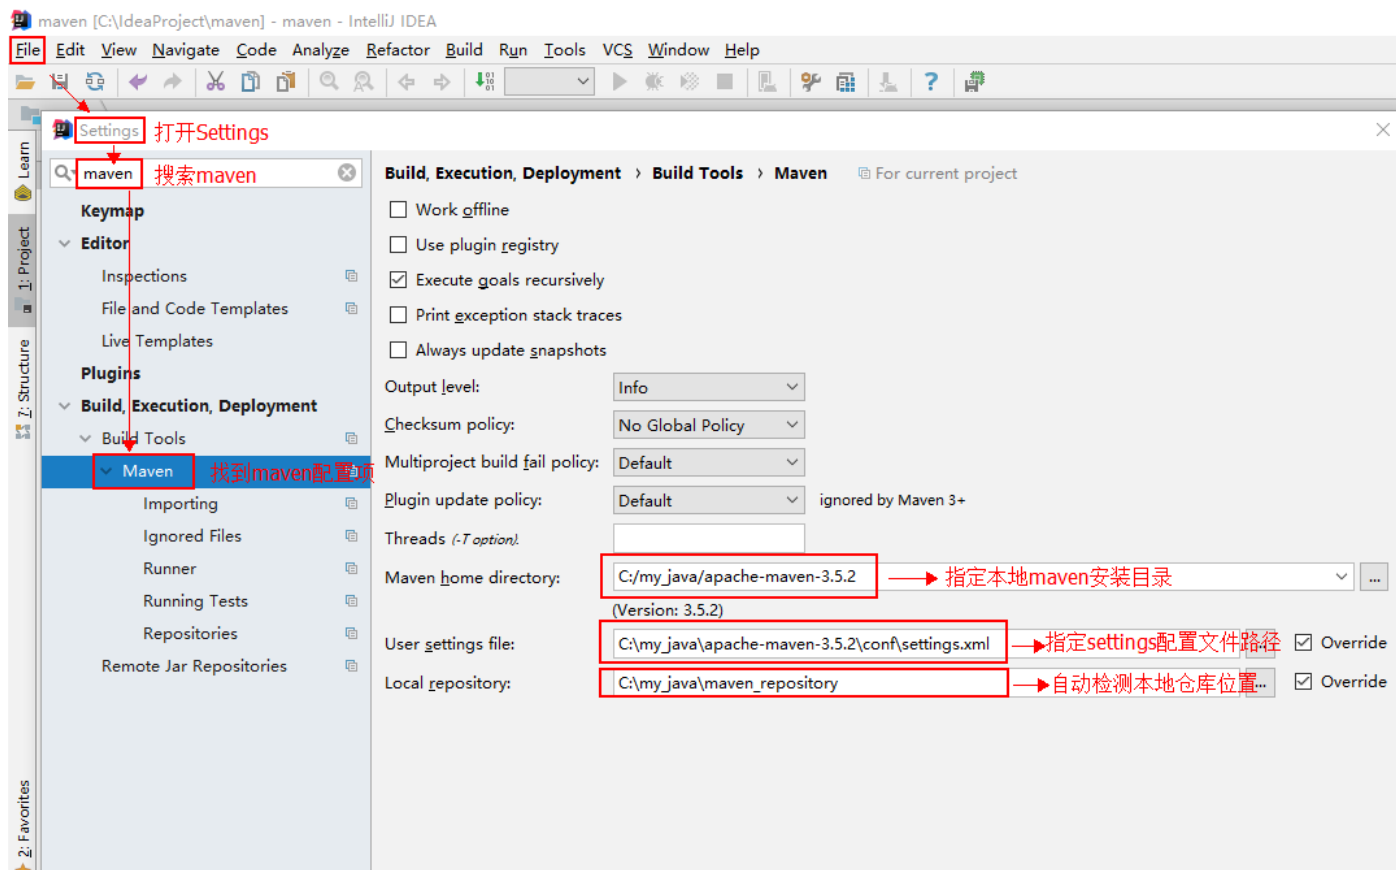 maven [C:\IdeaProject\maven] - maven - IntelliJ IDEA
File Edit View Navigate Code Analyze Refactor Build Run Tools VCS Window Help
Settings 打开Settings
maven 搜索maven
Keymap
Editor
Inspections
File and Code Templates
Live Templates
Plugins
Build, Execution, Deployment
Build Tools
Maven 找到maven配置项
Importing
Ignored Files
Runner
Running Tests
Repositories
Remote Jar Repositories
Build, Execution, Deployment › Build Tools › Maven For current project
Work offline
Use plugin registry
Execute goals recursively
Print exception stack traces
Always update snapshots
Output level: Info
Checksum policy: No Global Policy
Multiproject build fail policy: Default
Plugin update policy: Default ignored by Maven 3+
Threads (-T option).
Maven home directory: C:/my_java/apache-maven-3.5.2 指定本地maven安装目录 ...
(Version: 3.5.2)
User settings file: C:\my_java\apache-maven-3.5.2\conf\settings.xml 指定settings配置文件路径 Override
Local repository: C:\my_java\maven_repository 自动检测本地仓库位置 ... Override
Learn
1: Project
7: Structure
2: Favorites